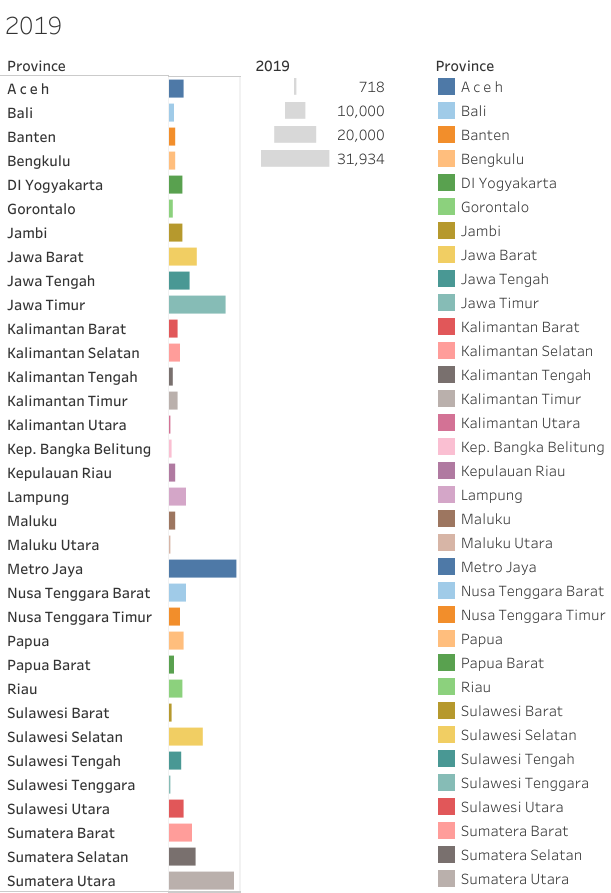 2019
Province
A c e h
Bali
Banten
Bengkulu
DI Yogyakarta
Gorontalo
Jambi
Jawa Barat
Jawa Tengah
Jawa Timur
Kalimantan Barat
Kalimantan Selatan
Kalimantan Tengah
Kalimantan Timur
Kalimantan Utara
Kep. Bangka Belitung
Kepulauan Riau
Lampung
Maluku
Maluku Utara
Metro Jaya
Nusa Tenggara Barat
Nusa Tenggara Timur
Papua
Papua Barat
Riau
Sulawesi Barat
Sulawesi Selatan
Sulawesi Tengah
Sulawesi Tenggara
Sulawesi Utara
Sumatera Barat
Sumatera Selatan
Sumatera Utara
2019
718
10,000
20,000
31,934
Province
A c e h
Bali
Banten
Bengkulu
DI Yogyakarta
Gorontalo
Jambi
Jawa Barat
Jawa Tengah
Jawa Timur
Kalimantan Barat
Kalimantan Selatan
Kalimantan Tengah
Kalimantan Timur
Kalimantan Utara
Kep. Bangka Belitung
Kepulauan Riau
Lampung
Maluku
Maluku Utara
Metro Jaya
Nusa Tenggara Barat
Nusa Tenggara Timur
Papua
Papua Barat
Riau
Sulawesi Barat
Sulawesi Selatan
Sulawesi Tengah
Sulawesi Tenggara
Sulawesi Utara
Sumatera Barat
Sumatera Selatan
Sumatera Utara